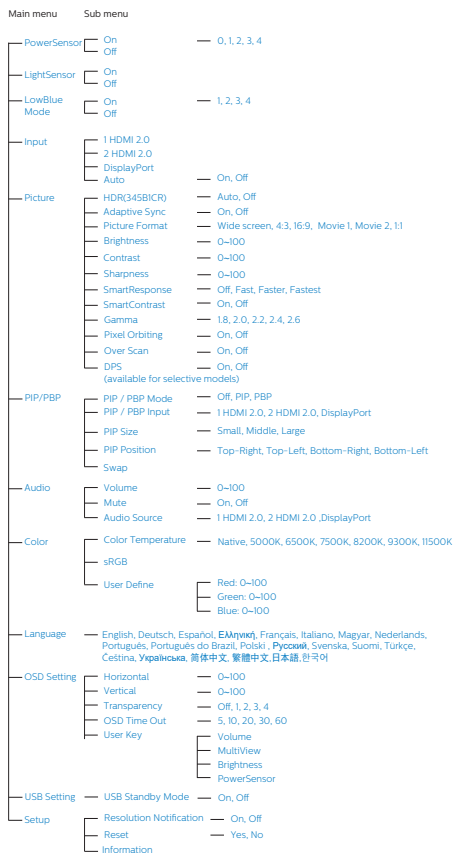 Main menu Sub menu
PowerSensor On 0, 1, 2, 3, 4
Off
LightSensor On
Off
LowBlue Mode On 1, 2, 3, 4
Off
Input 1 HDMI 2.0
2 HDMI 2.0
DisplayPort
Auto On, Off
Picture HDR(345B1CR) Auto, Off
Adaptive Sync On, Off
Picture Format Wide screen, 4:3, 16:9, Movie 1, Movie 2, 1:1
Brightness 0~100
Contrast 0~100
Sharpness 0~100
SmartResponse Off, Fast, Faster, Fastest
SmartContrast On, Off
Gamma 1.8, 2.0, 2.2, 2.4, 2.6
Pixel Orbiting On, Off
Over Scan On, Off
DPS On, Off
(available for selective models)
PIP/PBP PIP / PBP Mode Off, PIP, PBP
PIP / PBP Input 1 HDMI 2.0, 2 HDMI 2.0, DisplayPort
PIP Size Small, Middle, Large
PIP Position Top-Right, Top-Left, Bottom-Right, Bottom-Left
Swap
Audio Volume 0~100
Mute On, Off
Audio Source 1 HDMI 2.0, 2 HDMI 2.0 ,DisplayPort
Color Color Temperature Native, 5000K, 6500K, 7500K, 8200K, 9300K, 11500K
sRGB
User Define Red: 0~100
Green: 0~100
Blue: 0~100
Language English, Deutsch, Español, Ελληνική, Français, Italiano, Magyar, Nederlands,
Português, Português do Brazil, Polski , Русский, Svenska, Suomi, Türkçe,
Čeština, Українська, 简体中文, 繁體中文,日本語,한국어
OSD Setting Horizontal 0~100
Vertical 0~100
Transparency Off, 1, 2, 3, 4
OSD Time Out 5, 10, 20, 30, 60
User Key Volume
MultiView
Brightness
PowerSensor
USB Setting USB Standby Mode On, Off
Setup Resolution Notification On, Off
Reset Yes, No
Information